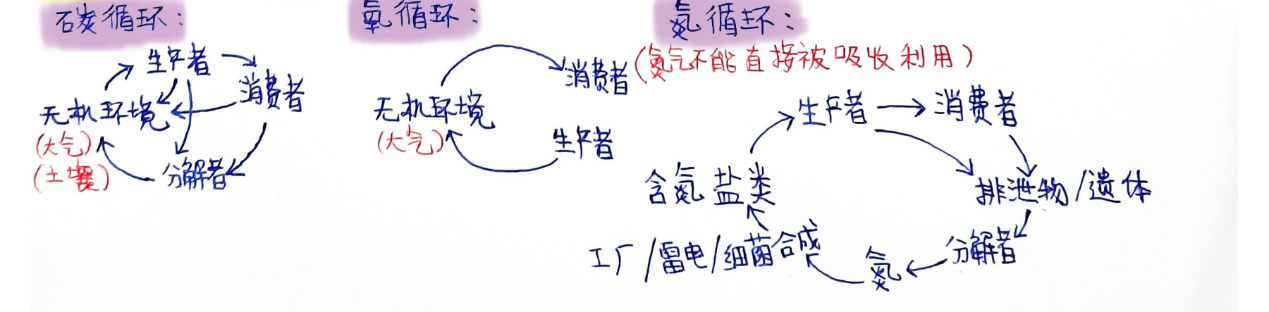 碳循环：
生产者
消费者
无机环境
(大气)
(土壤)
分解者
氧循环：
消费者
无机环境
(大气)
生产者
氮循环：
(氮气不能直接被吸收利用)
生产者
消费者
含氮盐类
排泄物/遗体
工厂/雷电/细菌合成
氮
分解者